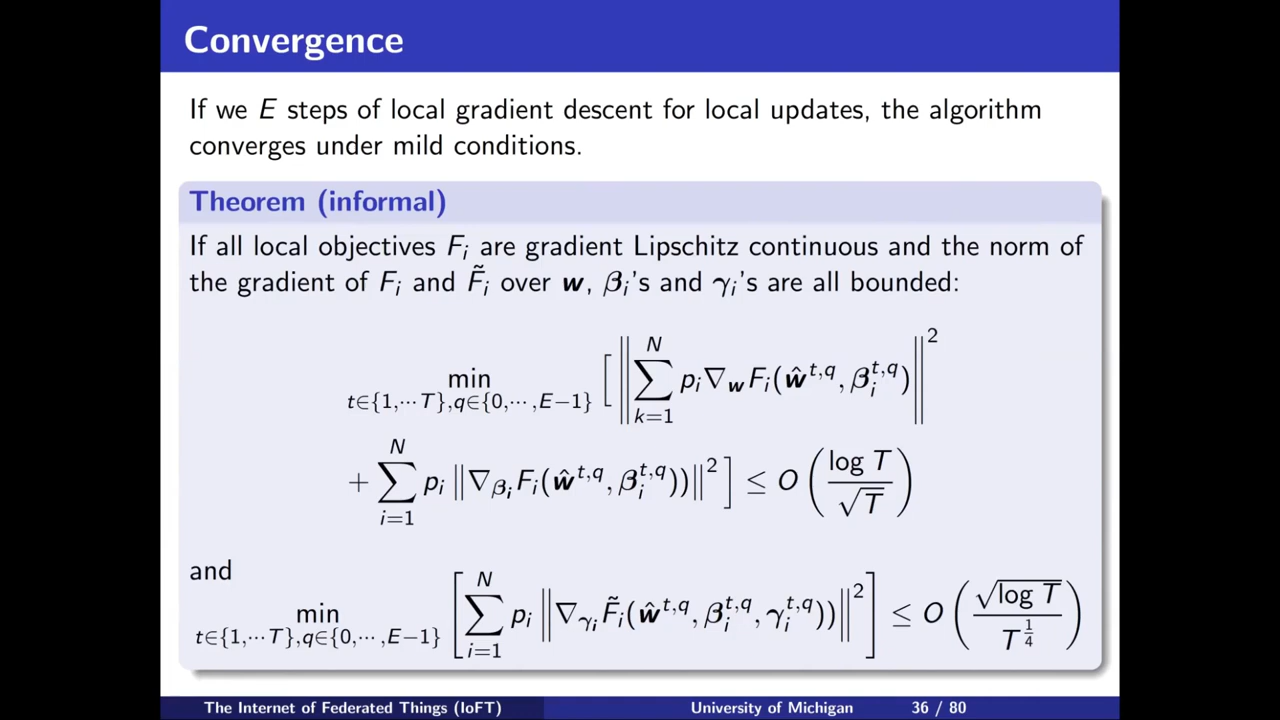 Convergence
If we E steps of local gradient descent for local updates, the algorithm
converges under mild conditions.
Theorem (informal)
If all local objectives F_i are gradient Lipschitz continuous and the norm of
the gradient of F_i and F̃_i over w, β_i's and γ_i's are all bounded:
min_{t∈{1,⋯T},q∈{0,⋯,E−1}} [ ‖ ∑_{k=1}^{N} p_i ∇_w F_i(ŵ^{t,q}, β_i^{t,q}) ‖^2
+ ∑_{i=1}^{N} p_i ‖∇_{β_i} F_i(ŵ^{t,q}, β_i^{t,q}))‖^2 ] ≤ O ( log T / √T )
and
min_{t∈{1,⋯T},q∈{0,⋯,E−1}} [ ∑_{i=1}^{N} p_i ‖ ∇_{γ_i} F̃_i(ŵ^{t,q}, β_i^{t,q}, γ_i^{t,q})) ‖^2 ] ≤ O ( √log T / T^{1/4} )
The Internet of Federated Things (IoFT) University of Michigan 36 / 80